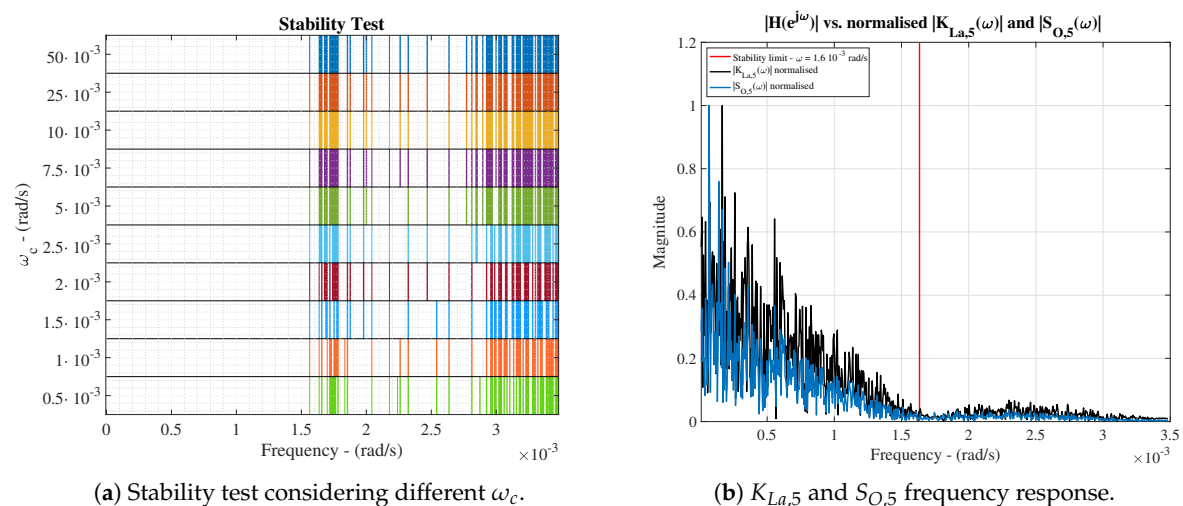 Stability Test
ω_c - (rad/s)
50· 10^-3
25· 10^-3
10· 10^-3
7.5· 10^-3
5· 10^-3
2.5· 10^-3
2· 10^-3
1.5· 10^-3
1· 10^-3
0.5· 10^-3
0 0.5 1 1.5 2 2.5 3
Frequency - (rad/s)
×10^-3
(a) Stability test considering different ω_c.
|H(e^jω)| vs. normalised |K_La,5(ω)| and |S_O,5(ω)|
Stability limit - ω = 1.6 10^-3 rad/s
|K_La,5(ω)| normalised
|S_O,5(ω)| normalised
Magnitude
1.2
1
0.8
0.6
0.4
0.2
0
0.5 1 1.5 2 2.5 3 3.5
Frequency - (rad/s)
×10^-3
(b) K_La,5 and S_O,5 frequency response.